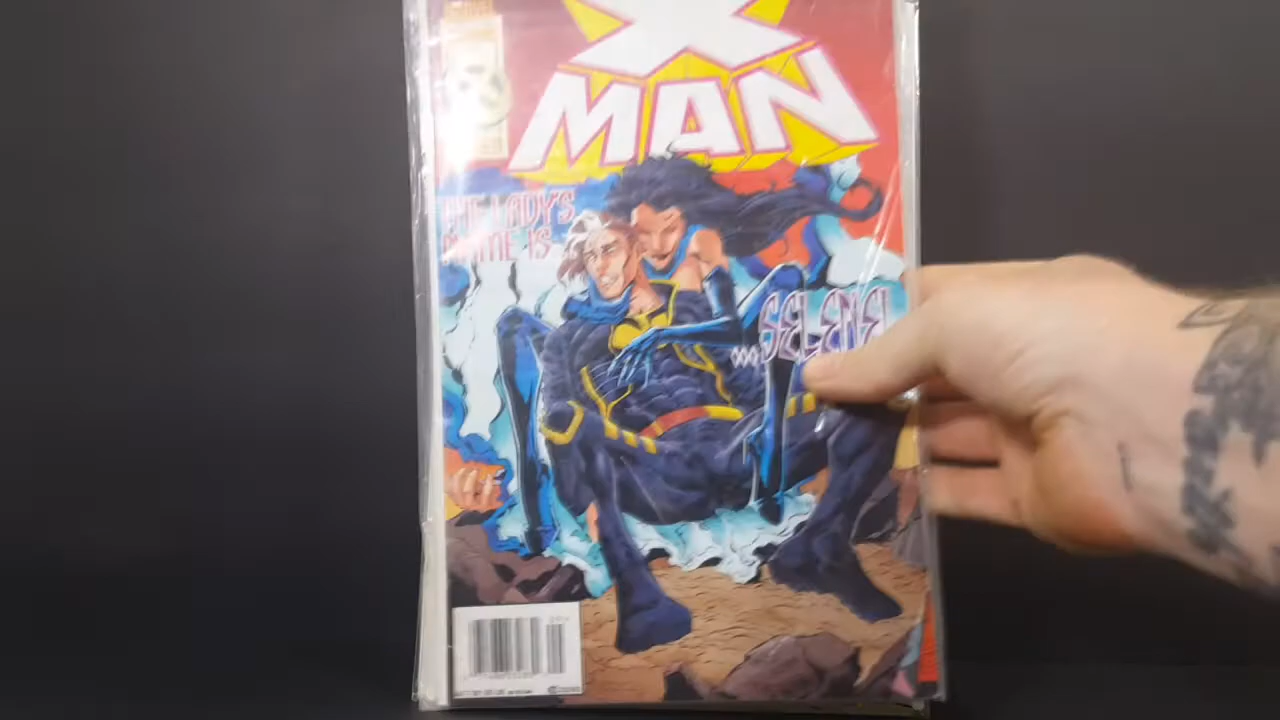 X
MAN
THE LADY'S
NAME IS...
...SELENE!